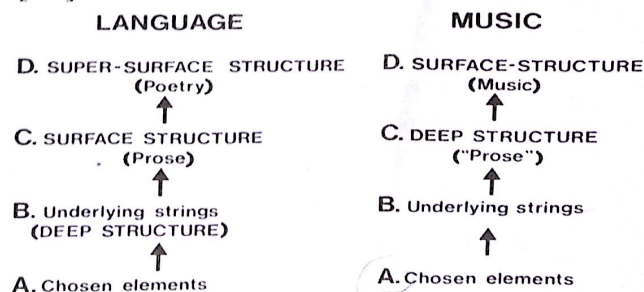 LANGUAGE
D. SUPER-SURFACE STRUCTURE
(Poetry)
C. SURFACE STRUCTURE
(Prose)
B. Underlying strings
(DEEP STRUCTURE)
A. Chosen elements
MUSIC
D. SURFACE-STRUCTURE
(Music)
C. DEEP STRUCTURE
("Prose")
B. Underlying strings
A. Chosen elements